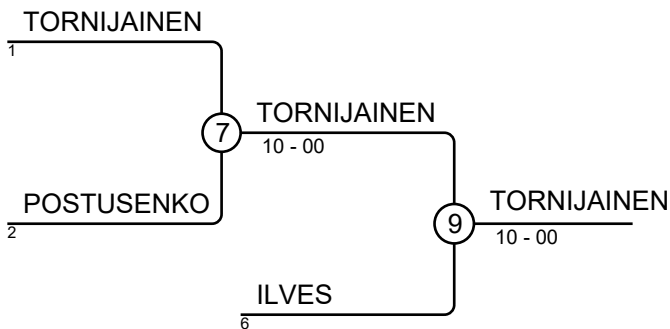 TORNIJAINEN
1
7
TORNIJAINEN
10 - 00
POSTUSENKO
2
9
TORNIJAINEN
10 - 00
ILVES
6